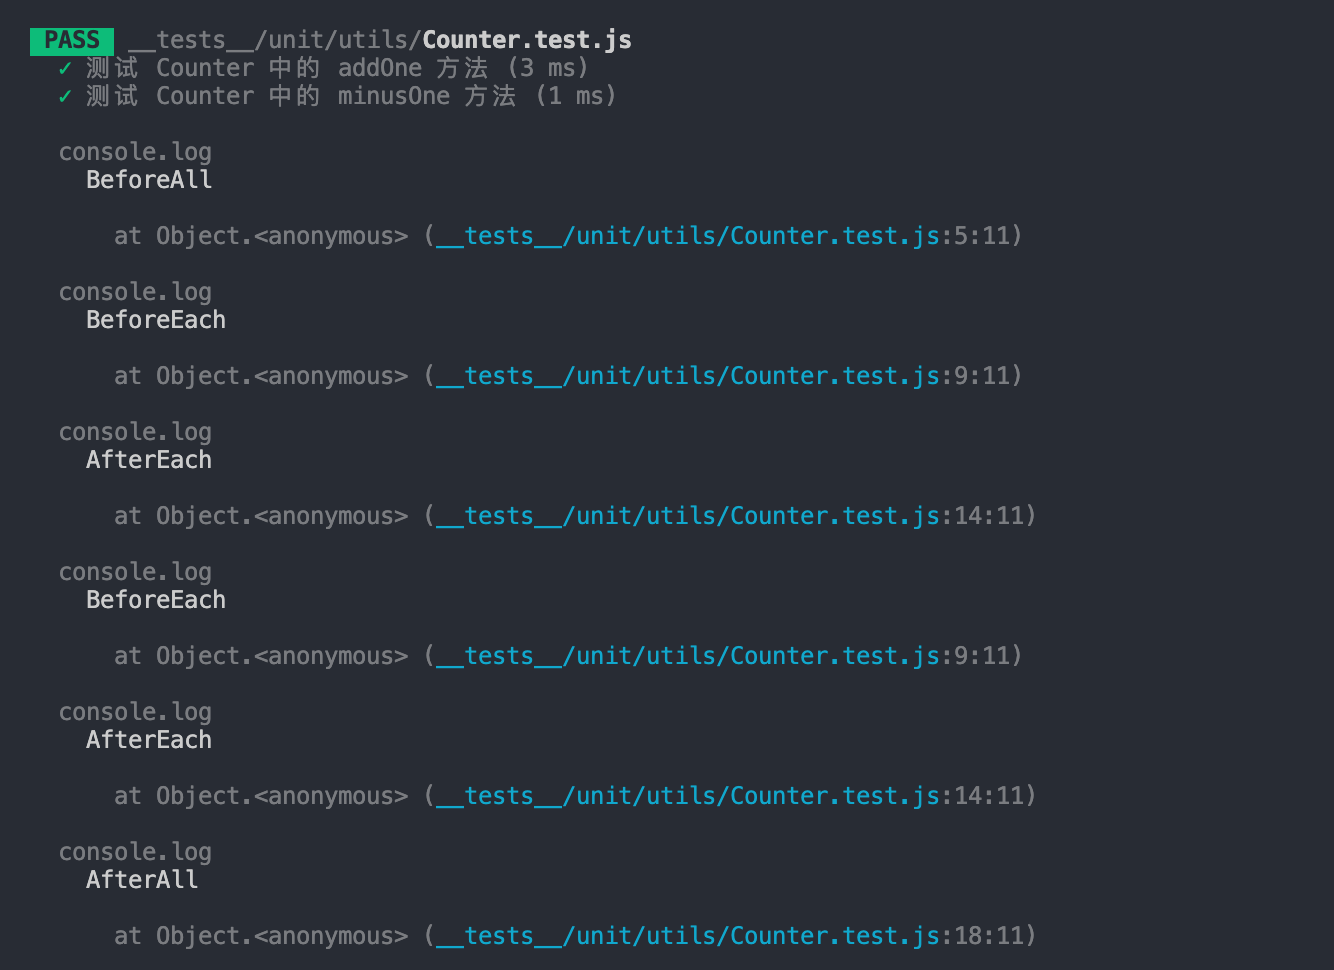 PASS __tests__/unit/utils/Counter.test.js
✓ 测试 Counter 中的 addOne 方法 (3 ms)
✓ 测试 Counter 中的 minusOne 方法 (1 ms)
console.log
BeforeAll
at Object.<anonymous> (__tests__/unit/utils/Counter.test.js:5:11)
console.log
BeforeEach
at Object.<anonymous> (__tests__/unit/utils/Counter.test.js:9:11)
console.log
AfterEach
at Object.<anonymous> (__tests__/unit/utils/Counter.test.js:14:11)
console.log
BeforeEach
at Object.<anonymous> (__tests__/unit/utils/Counter.test.js:9:11)
console.log
AfterEach
at Object.<anonymous> (__tests__/unit/utils/Counter.test.js:14:11)
console.log
AfterAll
at Object.<anonymous> (__tests__/unit/utils/Counter.test.js:18:11)